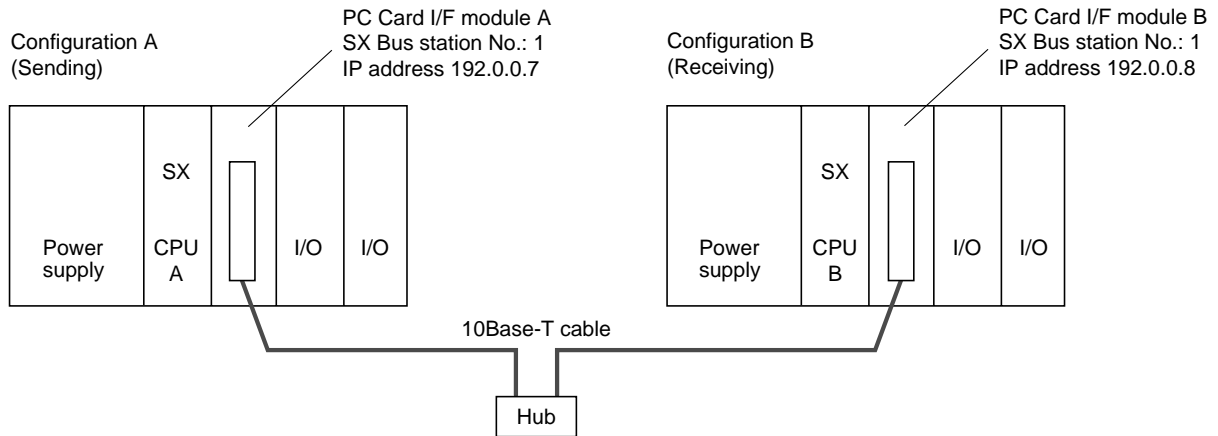 Configuration A
(Sending)
PC Card I/F module A
SX Bus station No.: 1
IP address 192.0.0.7
Power
supply
SX
CPU
A
I/O
I/O
Configuration B
(Receiving)
PC Card I/F module B
SX Bus station No.: 1
IP address 192.0.0.8
Power
supply
SX
CPU
B
I/O
I/O
10Base-T cable
Hub